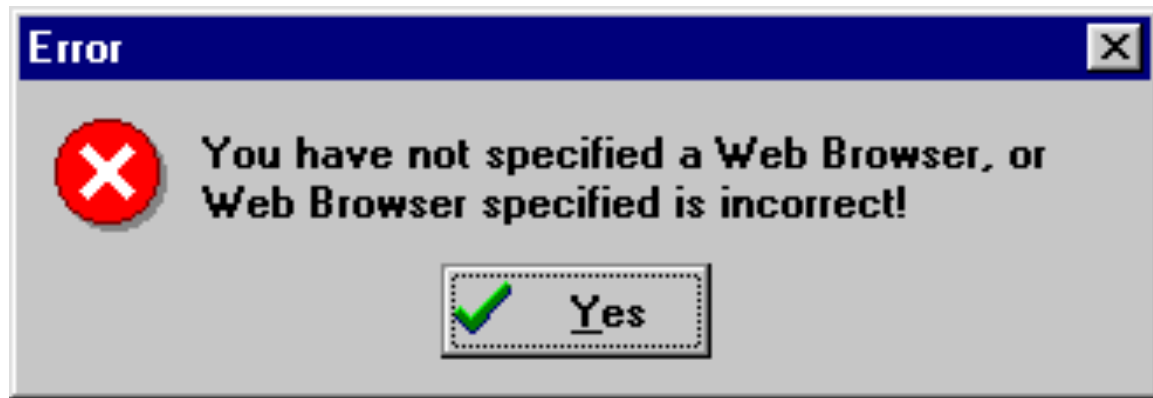 Error
You have not specified a Web Browser, or
Web Browser specified is incorrect!
Yes